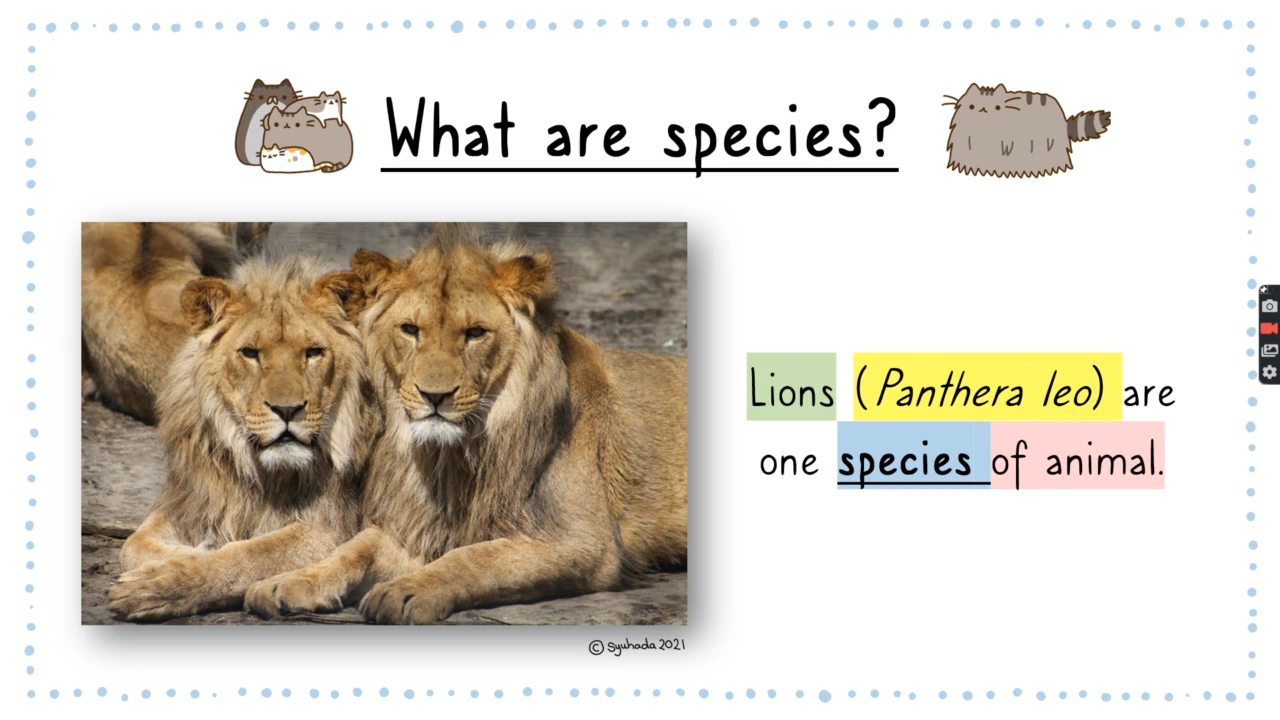 What are species?
Lions (Panthera leo) are
one species of animal.
© Syuhada 2021